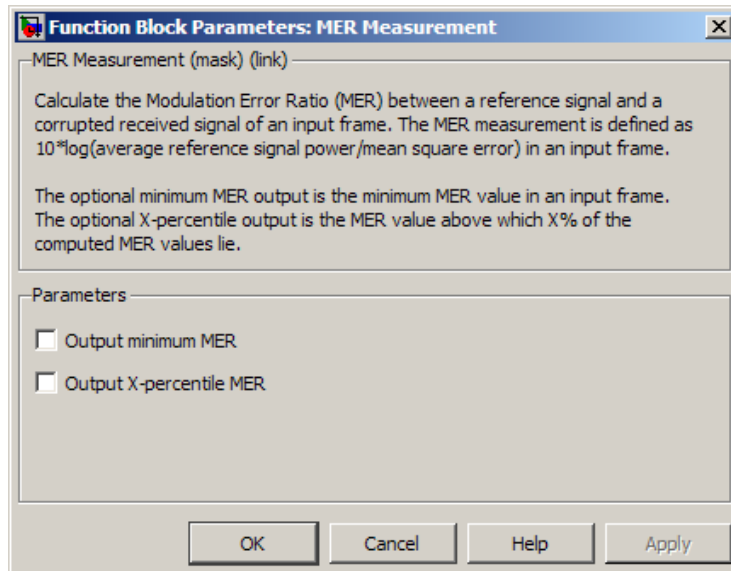 Function Block Parameters: MER Measurement
MER Measurement (mask) (link)
Calculate the Modulation Error Ratio (MER) between a reference signal and a
corrupted received signal of an input frame. The MER measurement is defined as
10*log(average reference signal power/mean square error) in an input frame.
The optional minimum MER output is the minimum MER value in an input frame.
The optional X-percentile output is the MER value above which X% of the
computed MER values lie.
Parameters
Output minimum MER
Output X-percentile MER
OK Cancel Help Apply